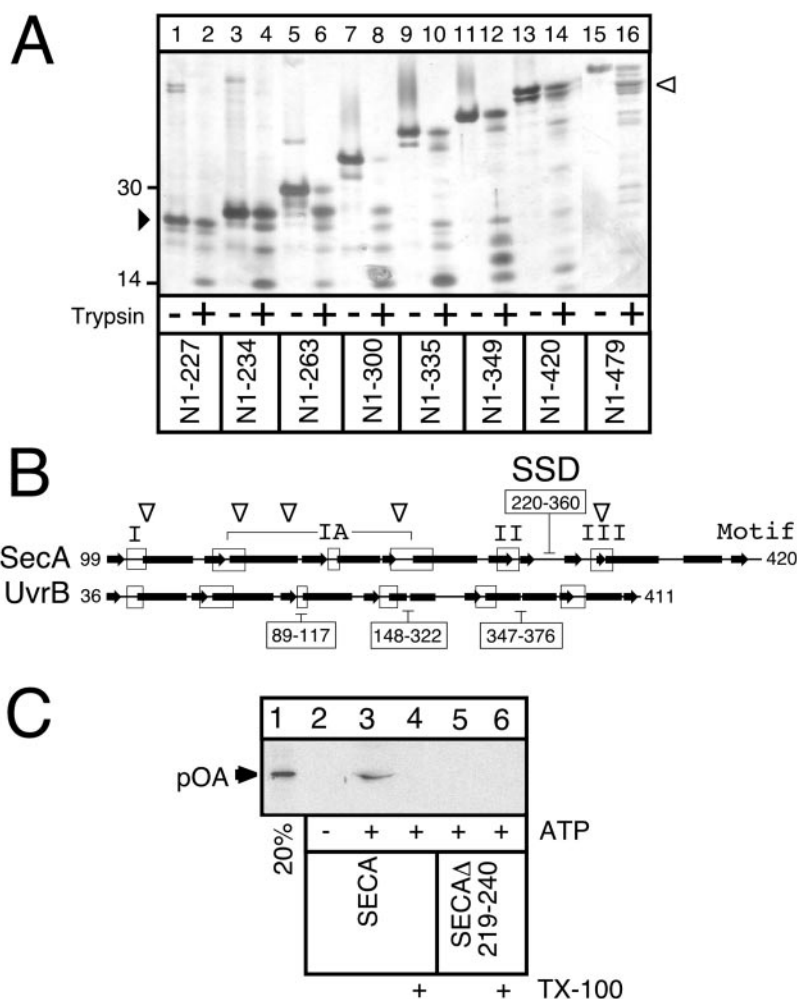 A
1 2 3 4 5 6 7 8 9 10 11 12 13 14 15 16
30
14
Trypsin - + - + - + - + - + - + - + - +
N1-227 N1-234 N1-263 N1-300 N1-335 N1-349 N1-420 N1-479
B
SSD
220-360
I IA II III Motif
SecA 99 420
UvrB 36 411
89-117 148-322 347-376
C
1 2 3 4 5 6
pOA
20% - + + + + ATP
SECA SECAΔ
219-240
+ + TX-100